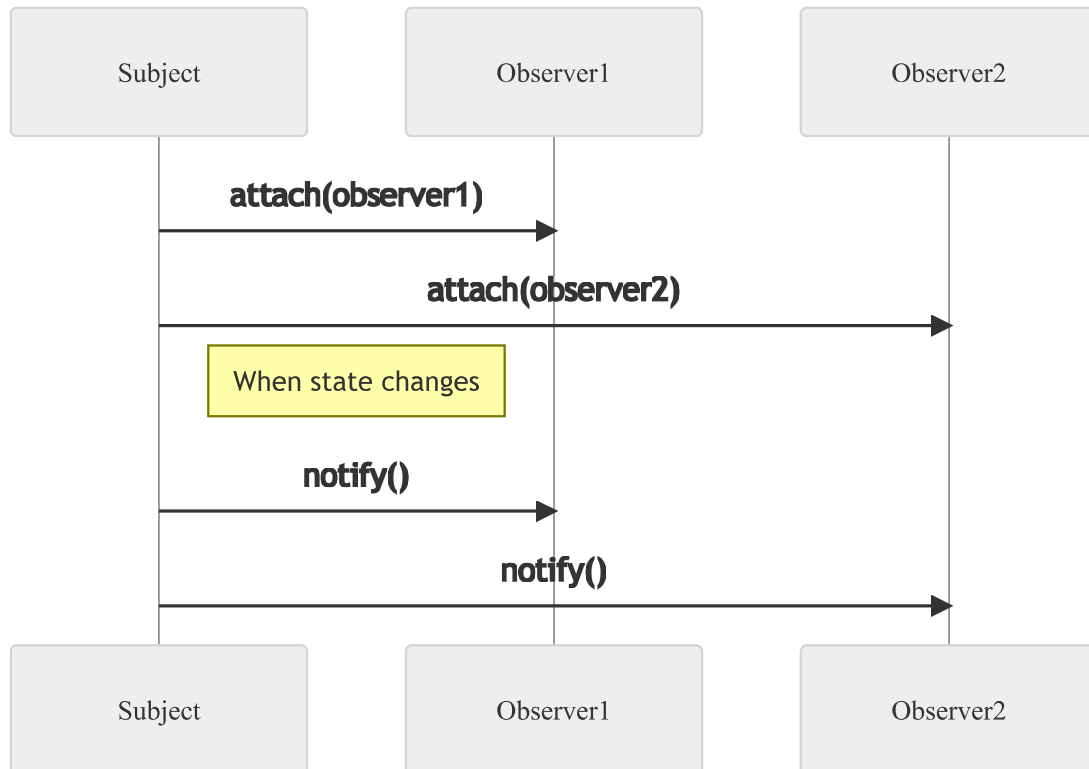 Subject
Observer1
Observer2
attach(observer1)
attach(observer2)
When state changes
notify()
notify()
Subject
Observer1
Observer2